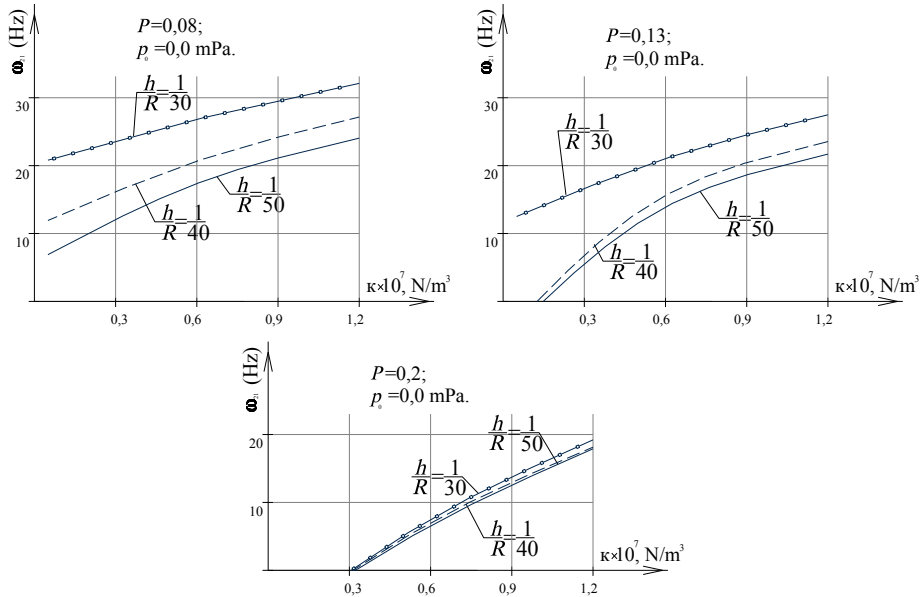 ω₂₁ (Hz)
P=0,08;
p₀ =0,0 mPa.
30
20
10
h/R=1/30
h/R=1/40
h/R=1/50
κ×10⁷, N/m³
0,3 0,6 0,9 1,2
ω₂₁ (Hz)
P=0,13;
p₀ =0,0 mPa.
30
20
10
h/R=1/30
h/R=1/40
h/R=1/50
κ×10⁷, N/m³
0,3 0,6 0,9 1,2
ω₂₁ (Hz)
P=0,2;
p₀ =0,0 mPa.
20
10
h/R=1/50
h/R=1/30
h/R=1/40
κ×10⁷, N/m³
0,3 0,6 0,9 1,2